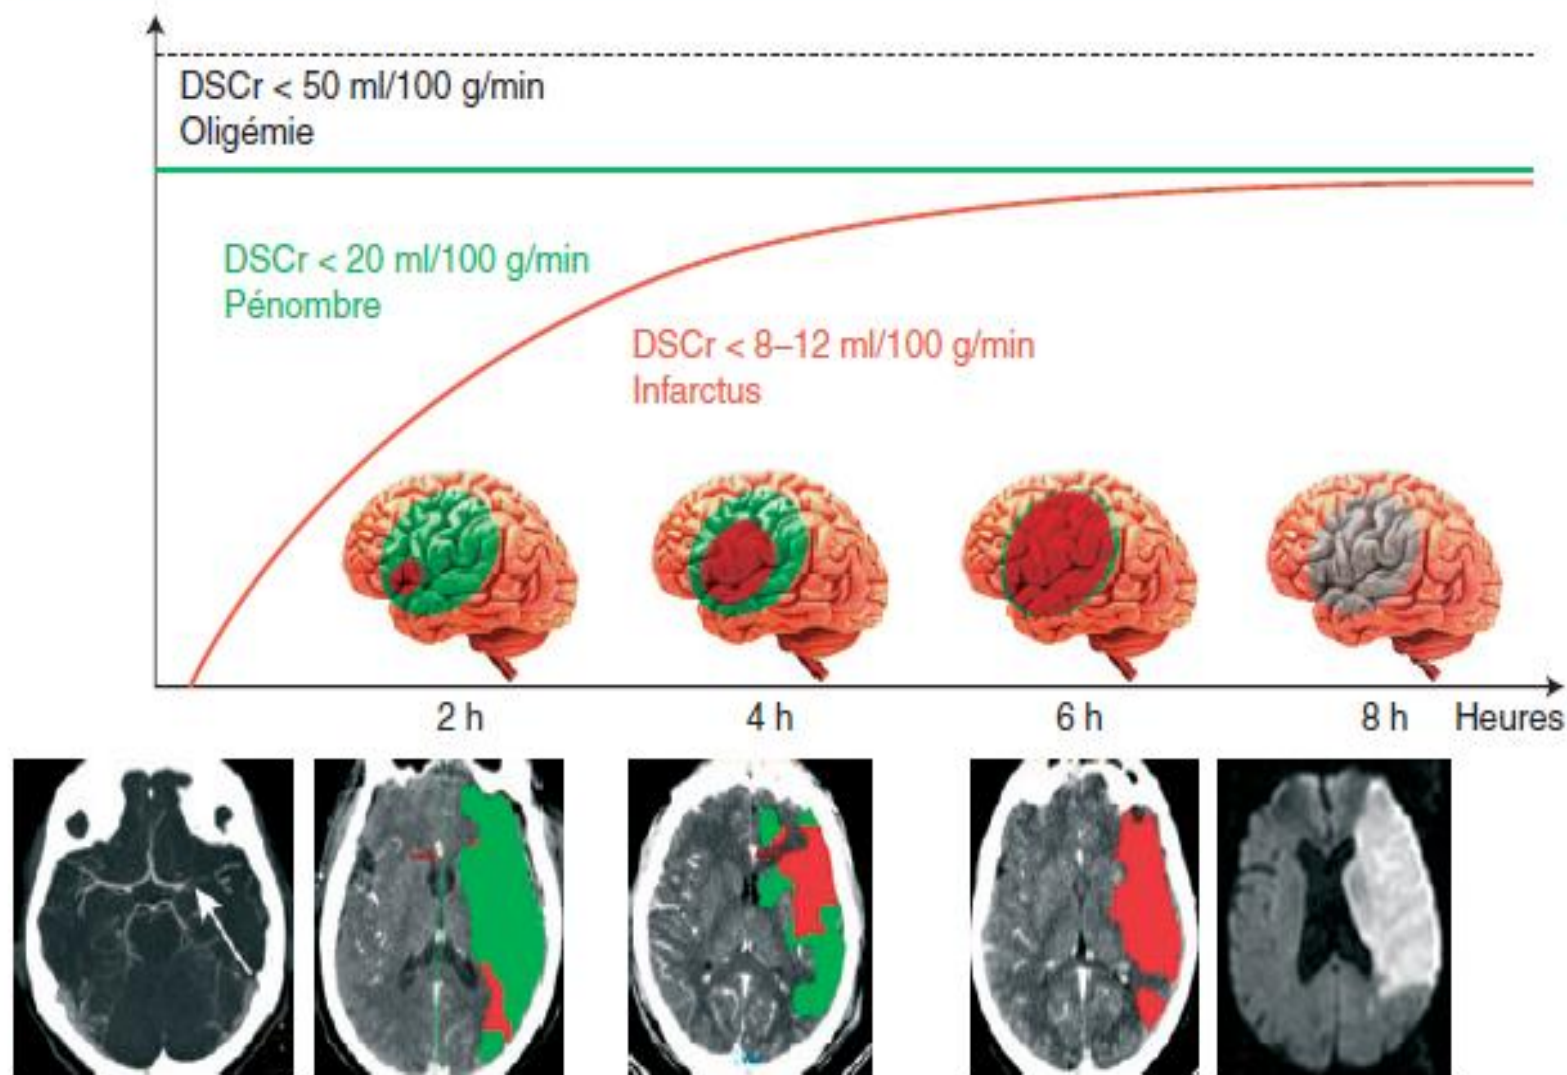 DSCr < 50 ml/100 g/min
Oligémie
DSCr < 20 ml/100 g/min
Pénombre
DSCr < 8–12 ml/100 g/min
Infarctus
2 h
4 h
6 h
8 h
Heures